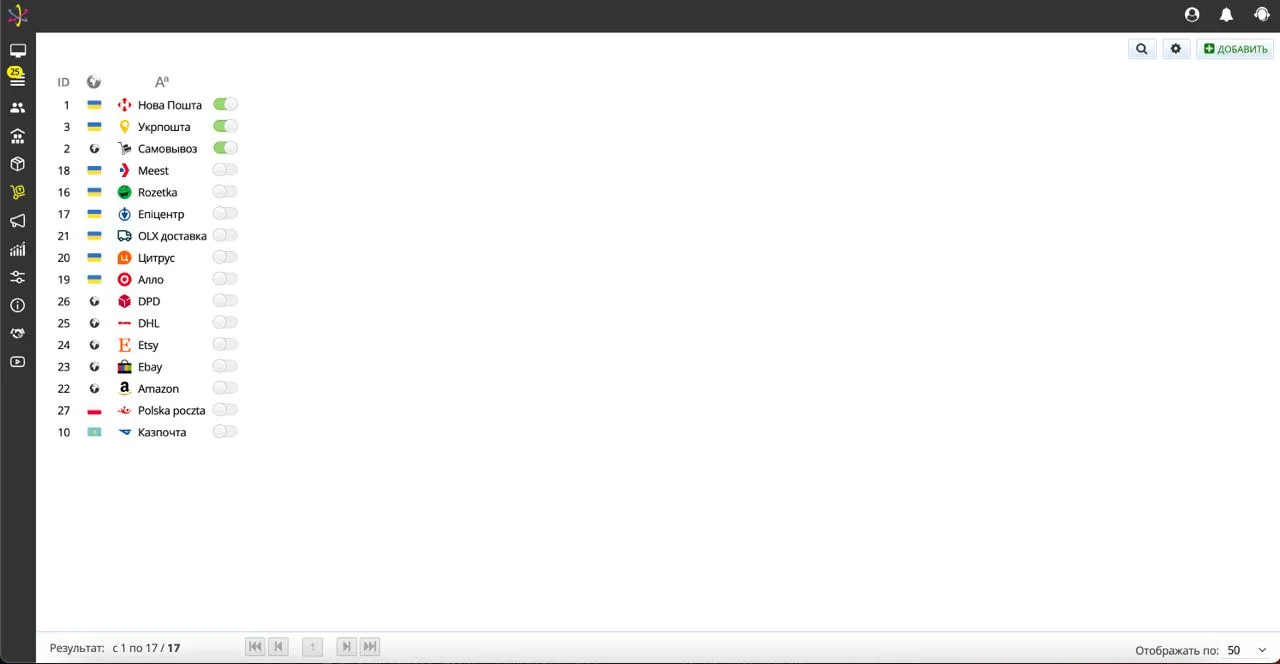 25
ДОБАВИТЬ
ID Aª
1 Нова Пошта
3 Укрпошта
2 Самовывоз
18 Meest
16 Rozetka
17 Епіцентр
21 OLX доставка
20 Цитрус
19 Алло
26 DPD
25 DHL
24 Etsy
23 Ebay
22 Amazon
27 Polska poczta
10 Казпочта
Результат: с 1 по 17 / 17
1
Отображать по: 50